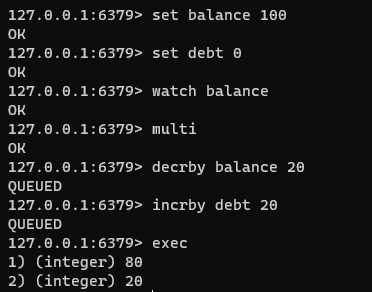 127.0.0.1:6379> set balance 100
OK
127.0.0.1:6379> set debt 0
OK
127.0.0.1:6379> watch balance
OK
127.0.0.1:6379> multi
OK
127.0.0.1:6379> decrby balance 20
QUEUED
127.0.0.1:6379> incrby debt 20
QUEUED
127.0.0.1:6379> exec
1) (integer) 80
2) (integer) 20